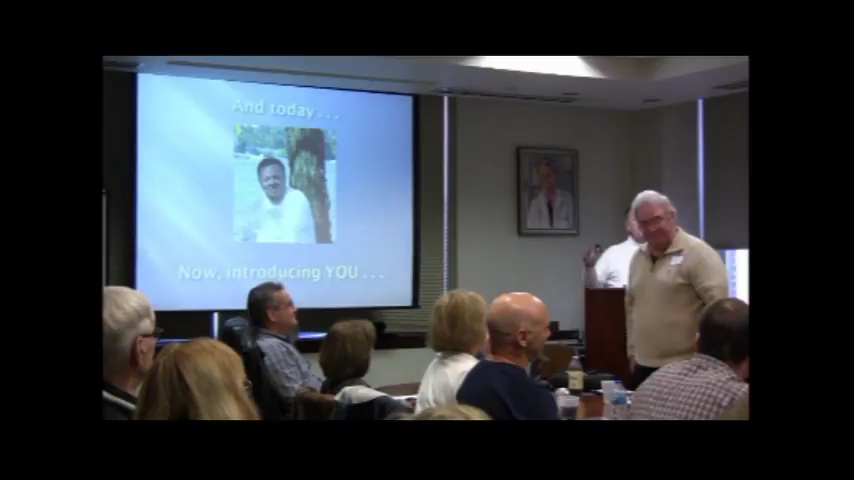 And today . . .
Now, introducing YOU . . .